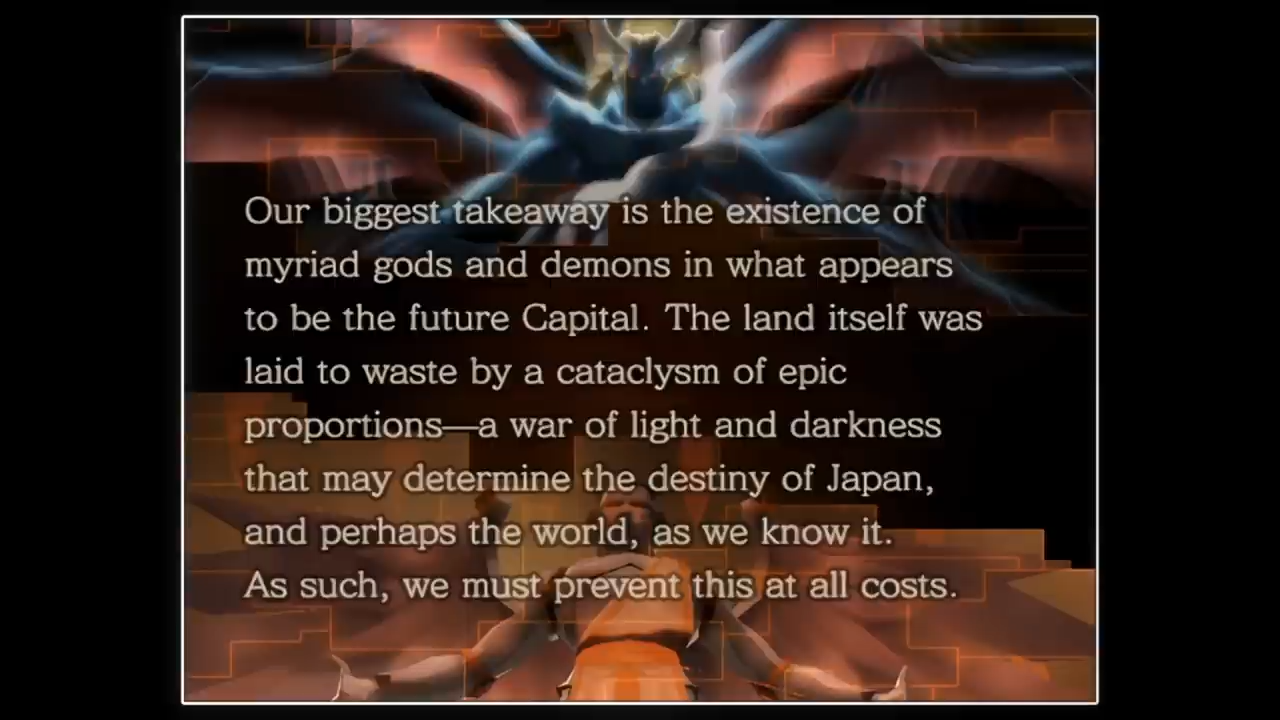 Our biggest takeaway is the existence of
myriad gods and demons in what appears
to be the future Capital. The land itself was
laid to waste by a cataclysm of epic
proportions—a war of light and darkness
that may determine the destiny of Japan,
and perhaps the world, as we know it.
As such, we must prevent this at all costs.